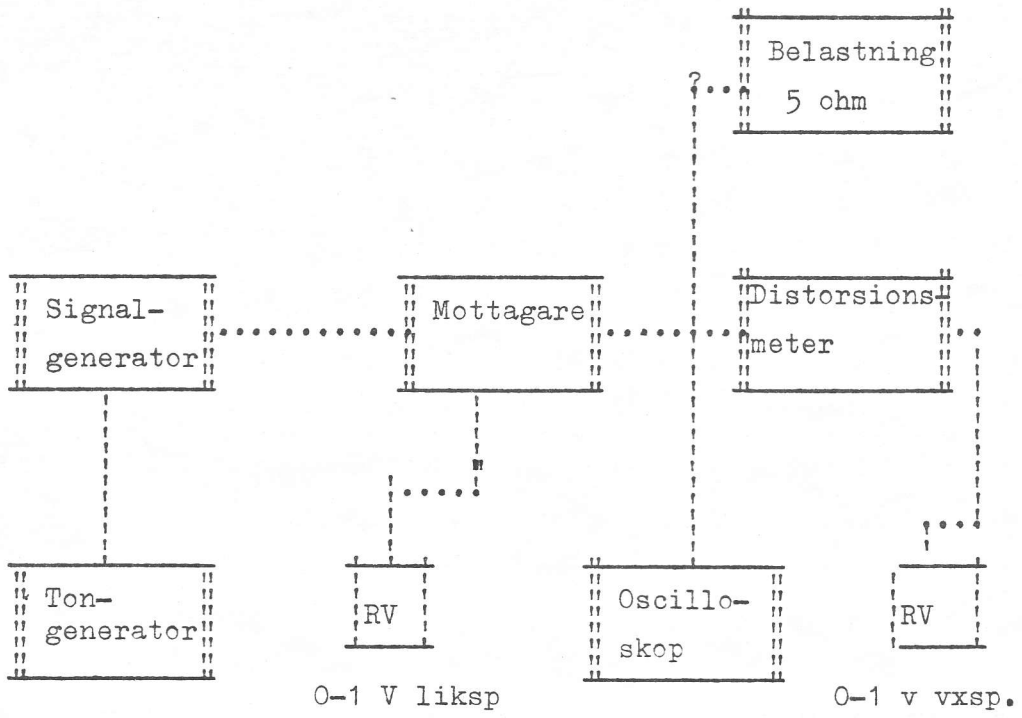 Belastning
5 ohm
Signal-
generator
Mottagare
Distorsions-
meter
Ton-
generator
RV
Oscillo-
skop
RV
0-1 V liksp
0-1 v vxsp.